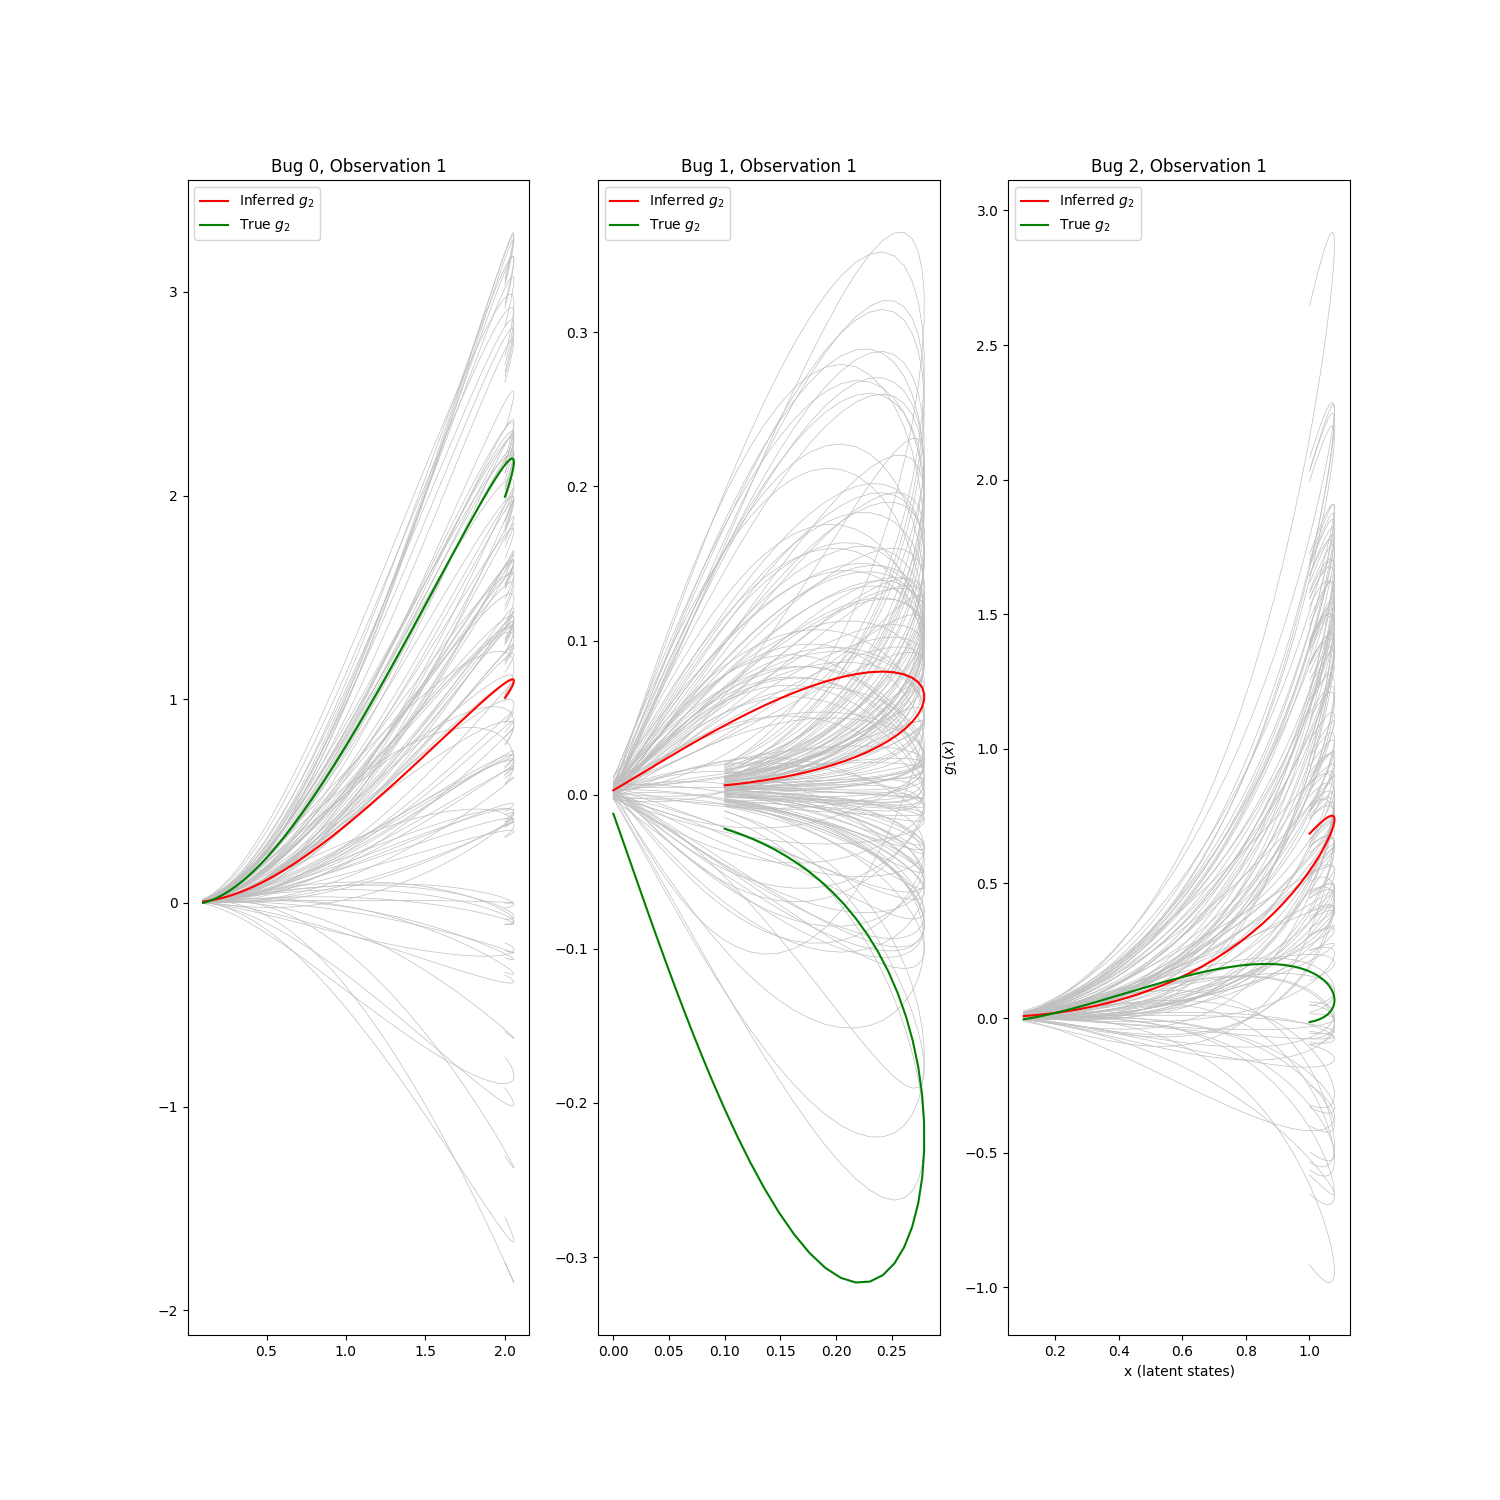 Bug 0, Observation 1
Inferred g₂
True g₂
3
2
1
0
−1
−2
0.5 1.0 1.5 2.0
Bug 1, Observation 1
Inferred g₂
True g₂
0.3
0.2
0.1
0.0
−0.1
−0.2
−0.3
0.00 0.05 0.10 0.15 0.20 0.25
Bug 2, Observation 1
Inferred g₂
True g₂
g₁(x)
3.0
2.5
2.0
1.5
1.0
0.5
0.0
−0.5
−1.0
0.2 0.4 0.6 0.8 1.0
x (latent states)